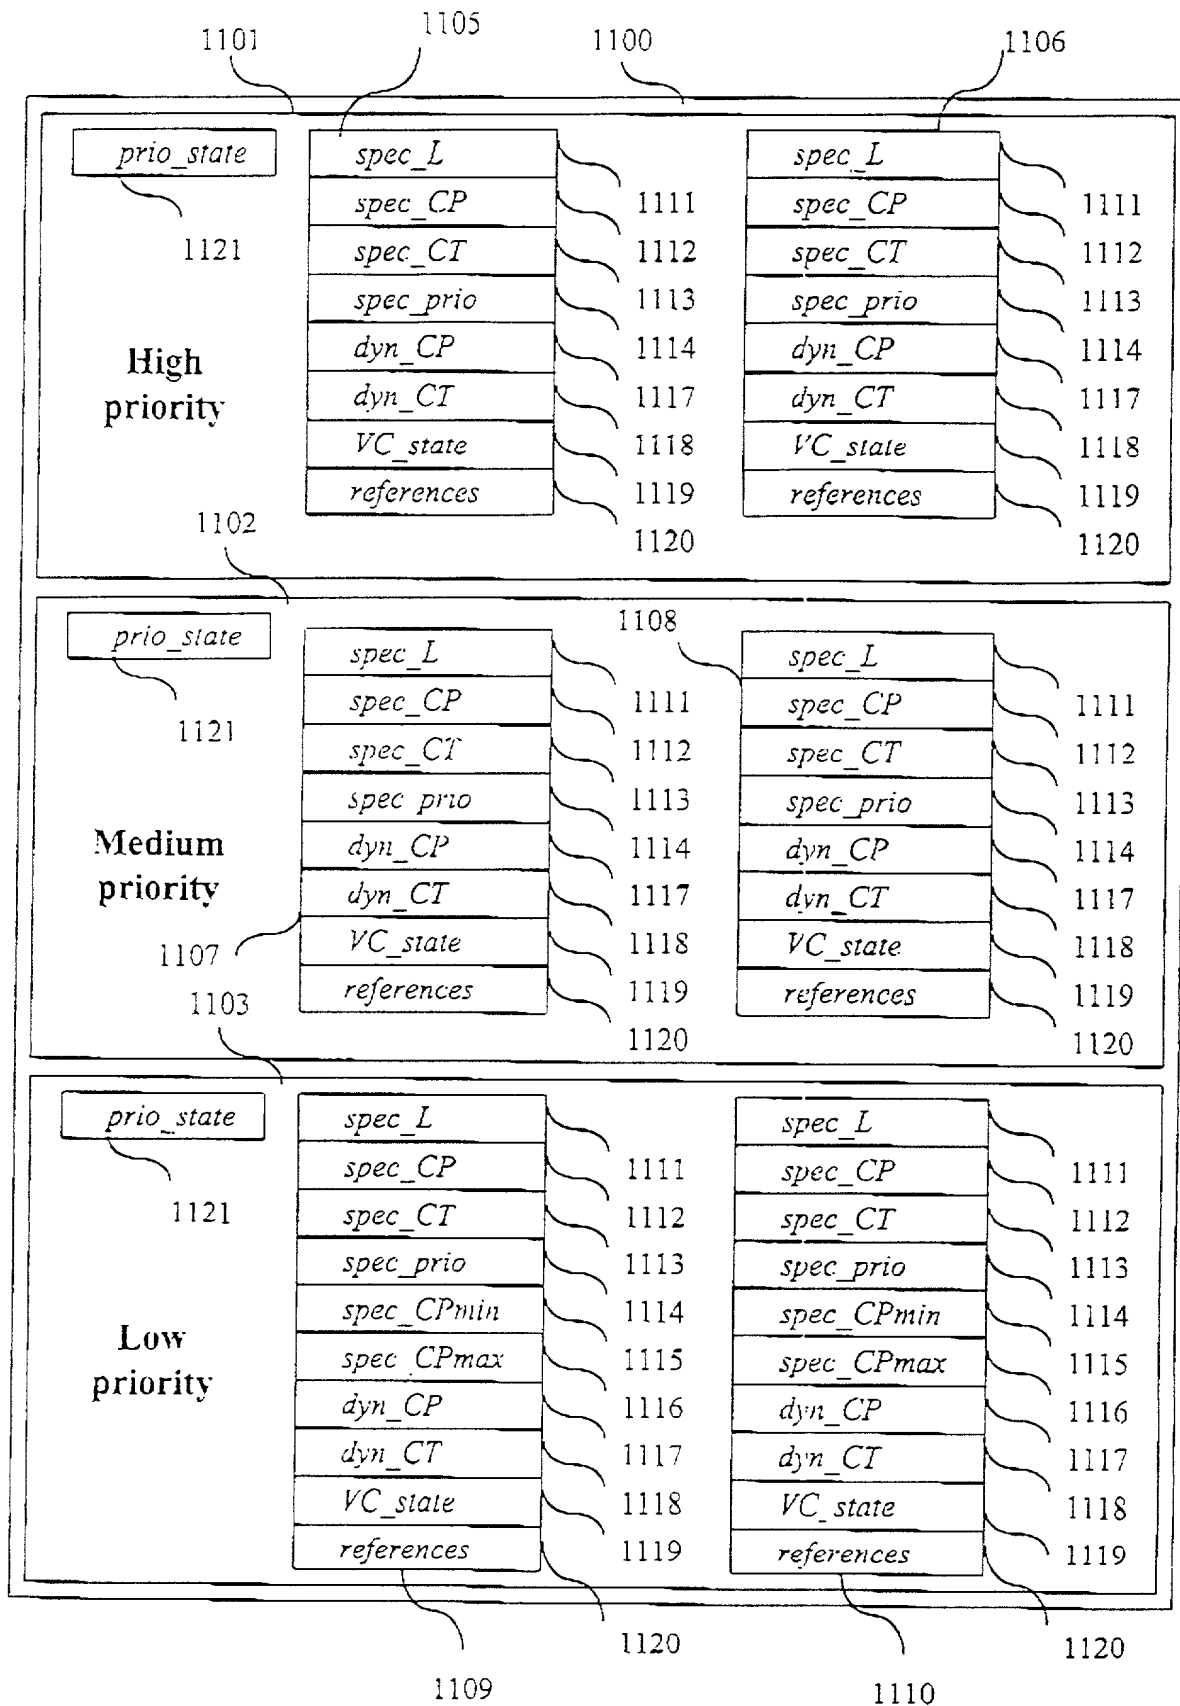 1105
1101
1100
1106
prio_state
spec_L
spec_L
spec_CP
1111
spec_CP
1111
1121
spec_CT
1112
spec_CT
1112
spec_prio
1113
spec_prio
1113
High
priority
dyn_CP
1114
dyn_CP
1114
dyn_CT
1117
dyn_CT
1117
VC_state
1118
VC_state
1118
references
1119
references
1119
1102
1120
1120
prio_state
1108
spec_L
spec_L
spec_CP
1111
spec_CP
1111
1121
spec_CT
1112
spec_CT
1112
spec prio
1113
spec_prio
1113
Medium
priority
dyn_CP
1114
dyn_CP
1114
dyn_CT
1117
dyn_CT
1117
1107
VC_state
1118
VC_state
1118
references
1119
references
1119
1103
1120
1120
prio_state
spec_L
spec_L
spec_CP
1111
spec_CP
1111
1121
spec_CT
1112
spec_CT
1112
spec_prio
1113
spec_prio
1113
spec_CPmin
1114
spec_CPmin
1114
Low
priority
spec_CPmax
1115
spec_CPmax
1115
dyn_CP
1116
dyn_CP
1116
dyn_CT
1117
dyn_CT
1117
VC_state
1118
VC_state
1118
references
1119
references
1119
1120
1120
1109
1110